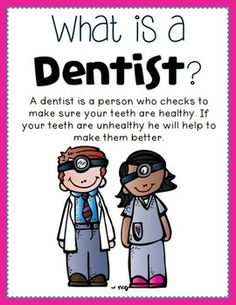 What is a
Dentist?
A dentist is a person who checks to
make sure your teeth are healthy. If
your teeth are unhealthy he will help to
make them better.